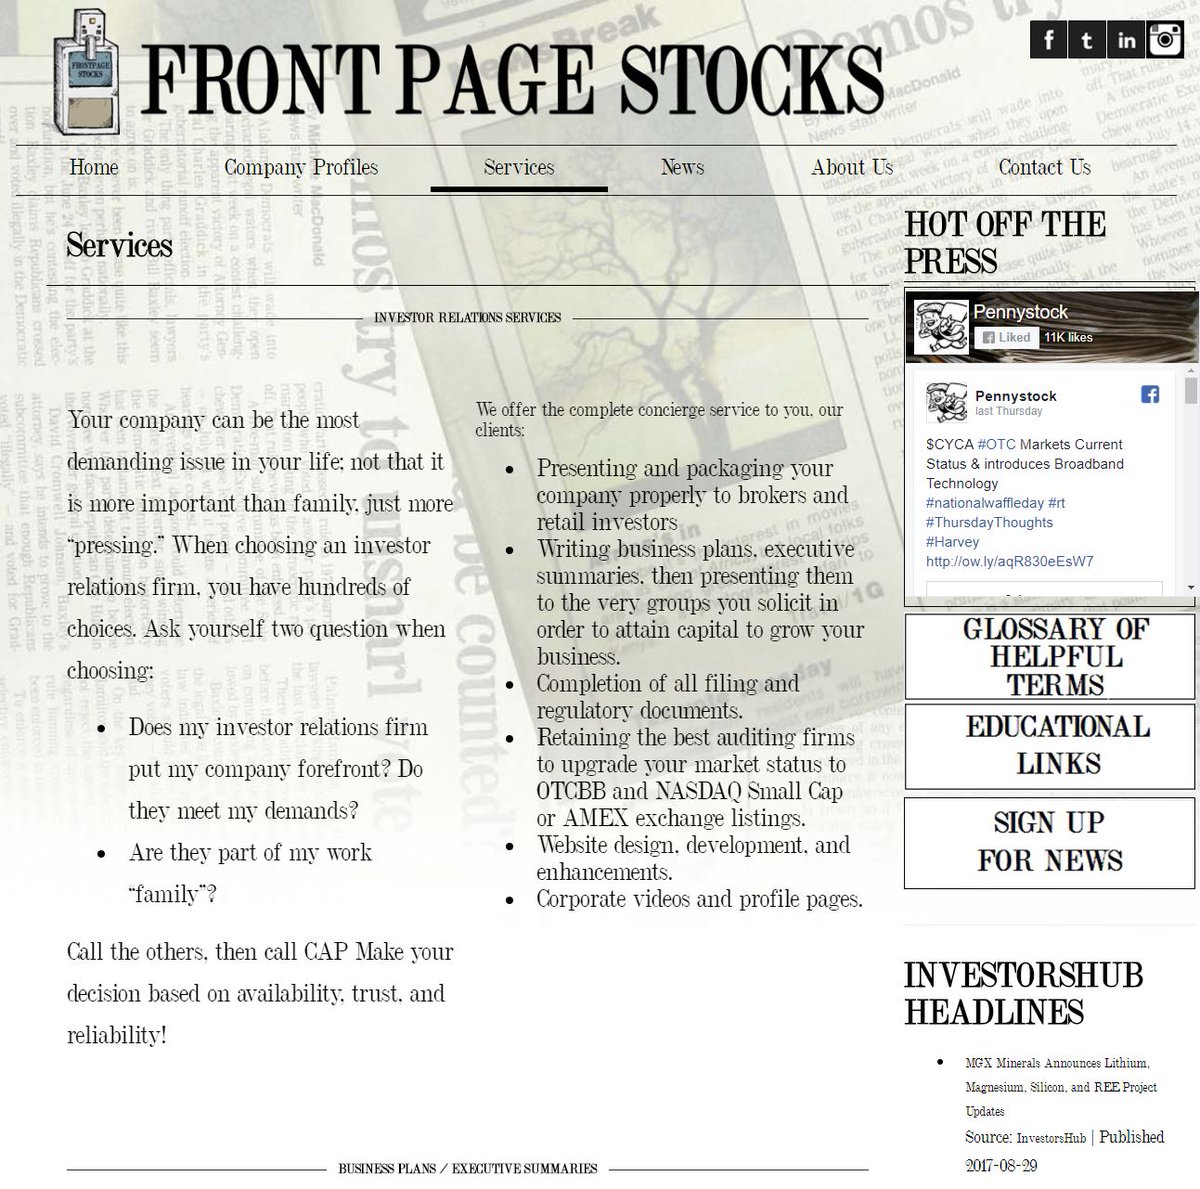 FRONTPAGE
STOCKS
FRONT PAGE STOCKS
Home
Company Profiles
Services
News
About Us
Contact Us
Services
INVESTOR RELATIONS SERVICES
Your company can be the most
demanding issue in your life; not that it
is more important than family, just more
“pressing.” When choosing an investor
relations firm, you have hundreds of
choices. Ask yourself two question when
choosing:
Does my investor relations firm
put my company forefront? Do
they meet my demands?
Are they part of my work
“family”?
Call the others, then call CAP Make your
decision based on availability, trust, and
reliability!
We offer the complete concierge service to you, our
clients:
Presenting and packaging your
company properly to brokers and
retail investors
Writing business plans, executive
summaries, then presenting them
to the very groups you solicit in
order to attain capital to grow your
business.
Completion of all filing and
regulatory documents.
Retaining the best auditing firms
to upgrade your market status to
OTCBB and NASDAQ Small Cap
or AMEX exchange listings.
Website design, development, and
enhancements.
Corporate videos and profile pages.
BUSINESS PLANS / EXECUTIVE SUMMARIES
HOT OFF THE
PRESS
Pennystock
Liked 11K likes
Pennystock
last Thursday
$CYCA #OTC Markets Current
Status & introduces Broadband
Technology
#nationalwaffleday #rt
#ThursdayThoughts
#Harvey
http://ow.ly/aqR830eEsW7
GLOSSARY OF
HELPFUL
TERMS
EDUCATIONAL
LINKS
SIGN UP
FOR NEWS
INVESTORSHUB
HEADLINES
MGX Minerals Announces Lithium,
Magnesium, Silicon, and REE Project
Updates
Source: InvestorsHub | Published
2017-08-29